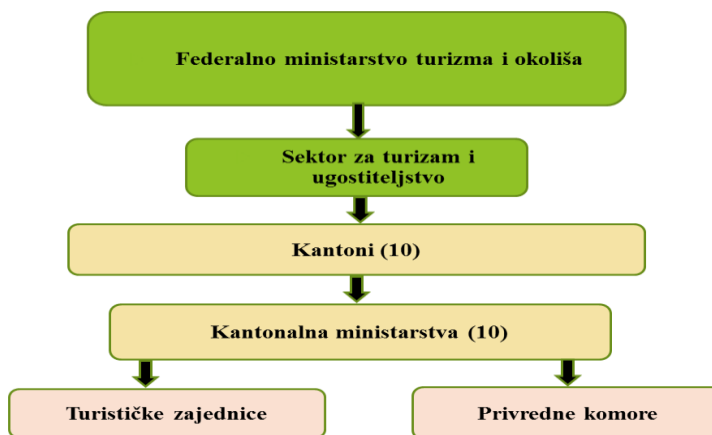 Federalno ministarstvo turizma i okoliša
Sektor za turizam i
ugostiteljstvo
Kantoni (10)
Kantonalna ministarstva (10)
Turističke zajednice
Privredne komore